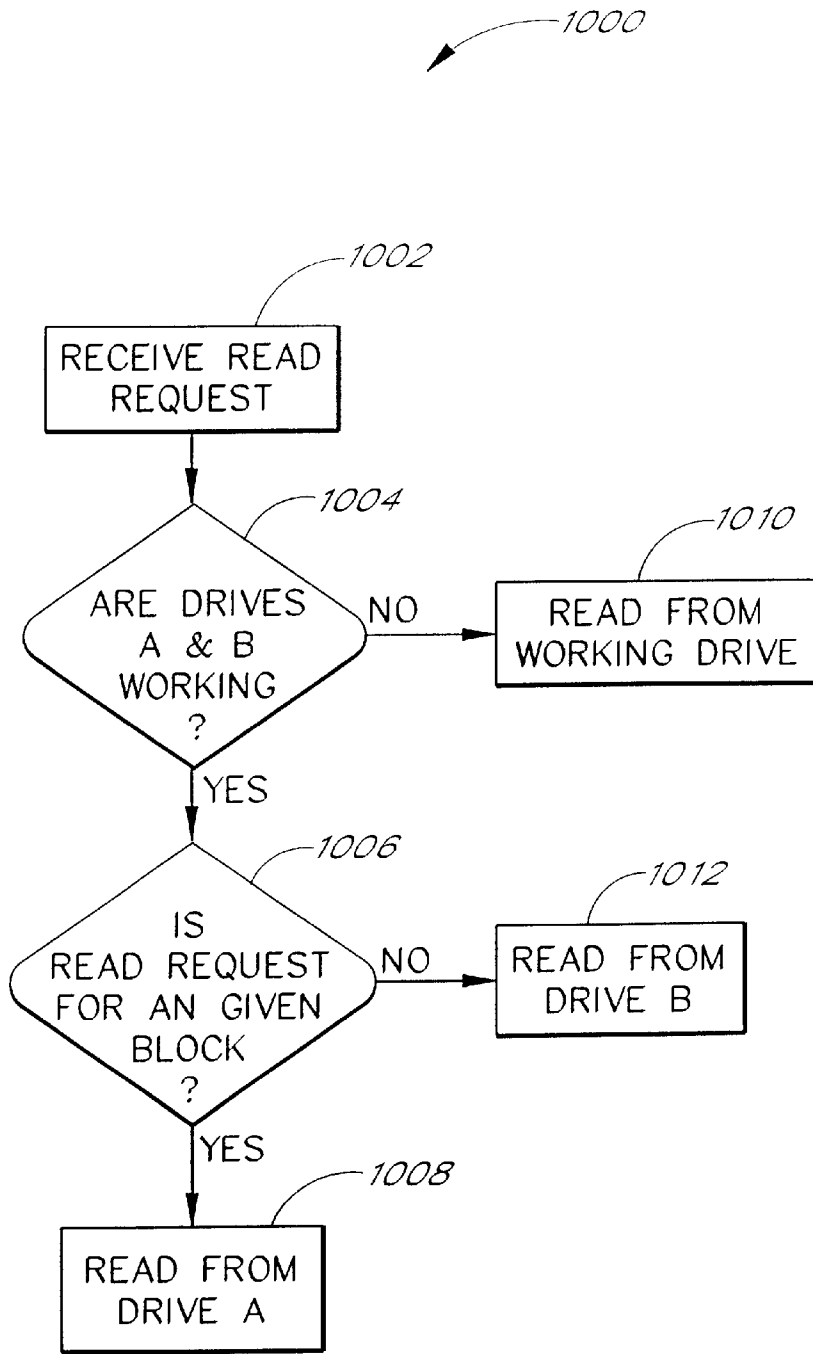 1000
1002
RECEIVE READ
REQUEST
1004
ARE DRIVES
A & B
WORKING
?
NO
1010
READ FROM
WORKING DRIVE
YES
1006
IS
READ REQUEST
FOR AN GIVEN
BLOCK
?
NO
1012
READ FROM
DRIVE B
YES
1008
READ FROM
DRIVE A